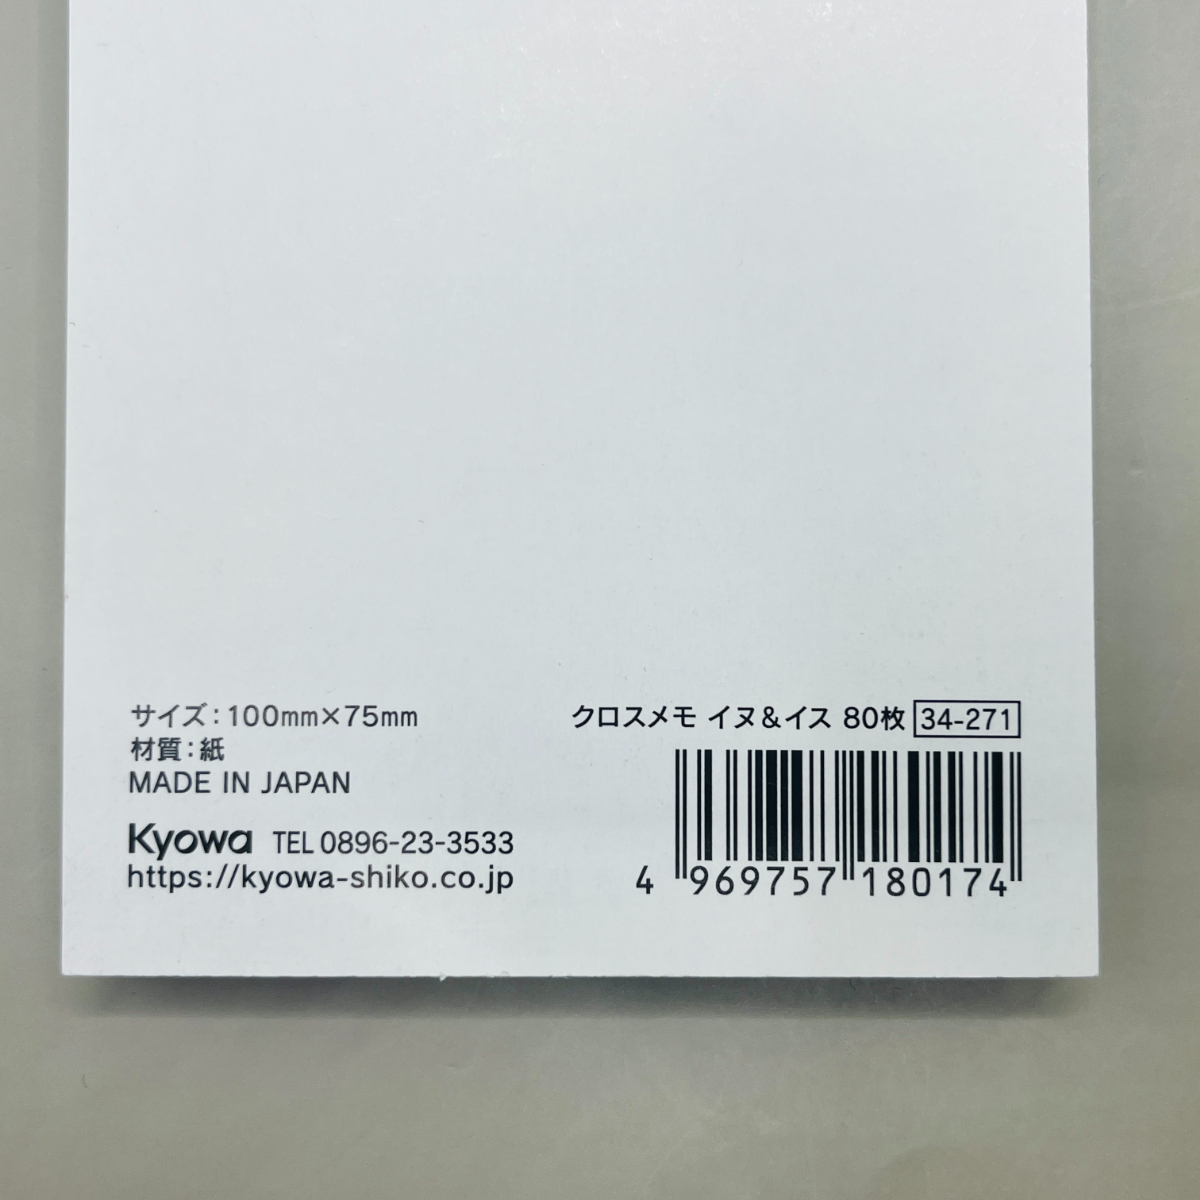 サイズ：100mm×75mm
材質：紙
MADE IN JAPAN
Kyowa TEL 0896-23-3533
https://kyowa-shiko.co.jp
クロスメモ イヌ&イス 80枚 34-271
4 969757 180174